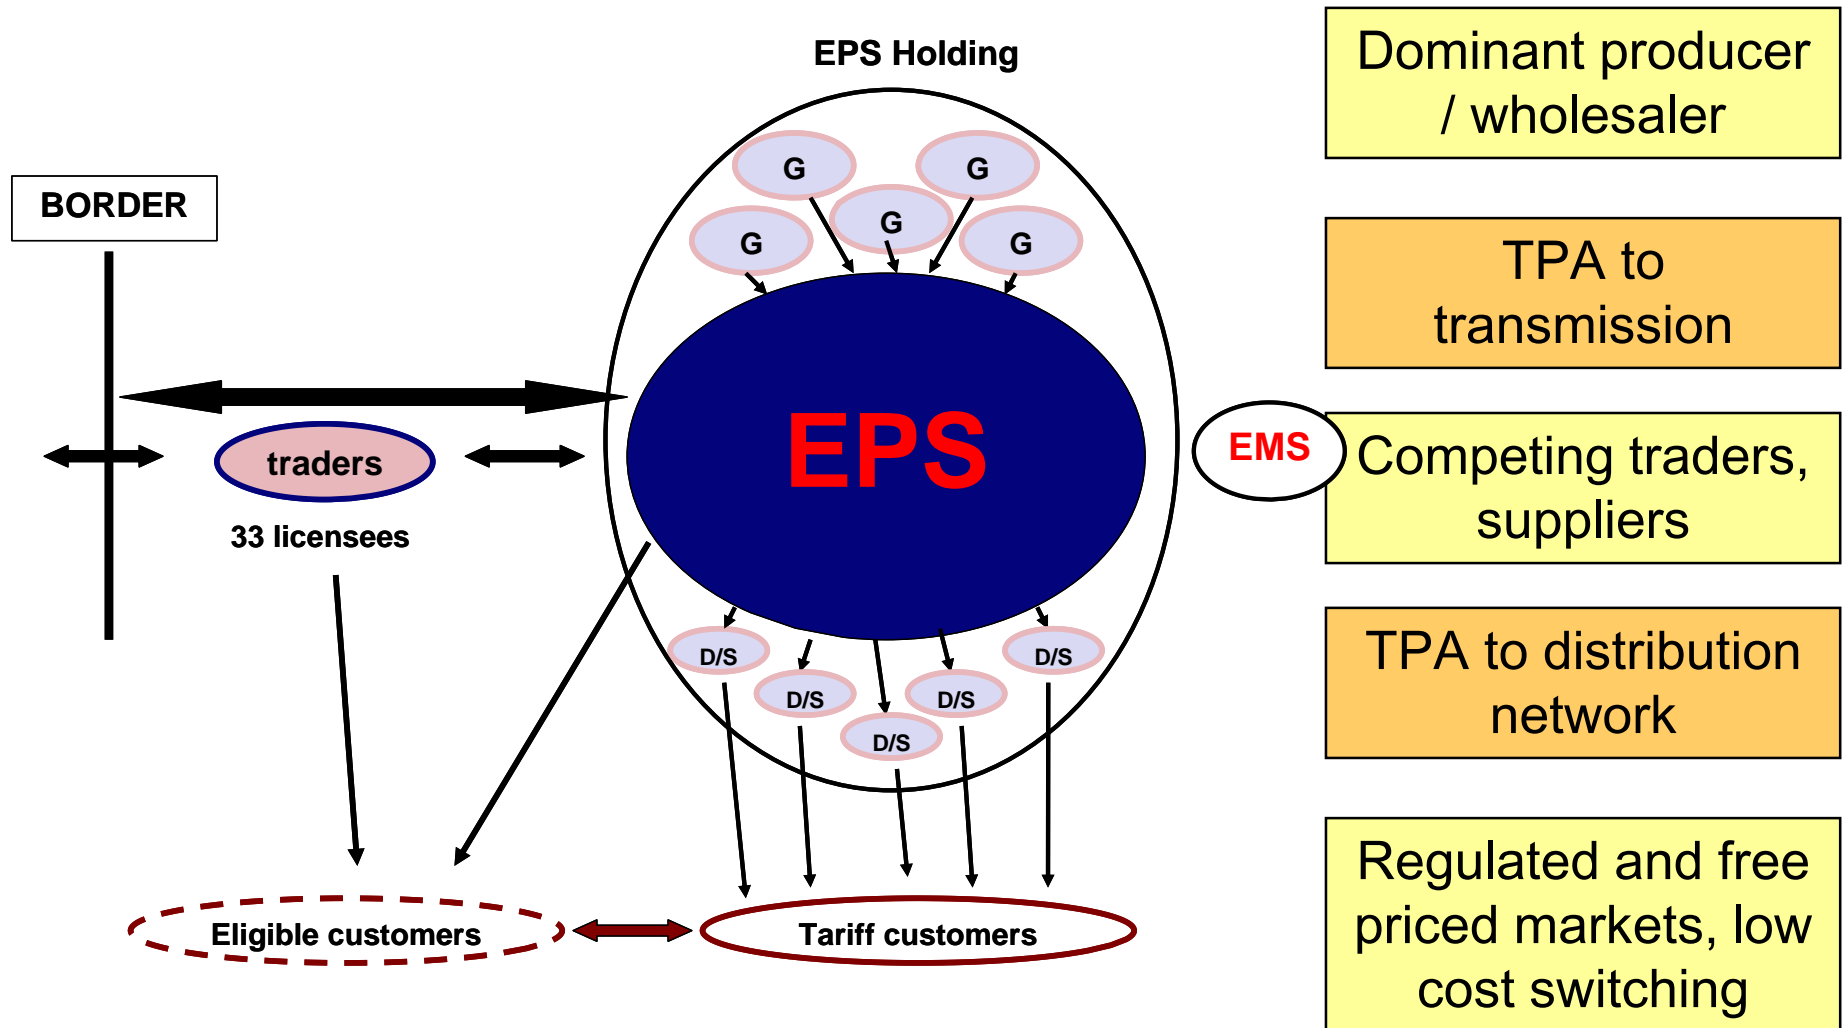 EPS Holding
BORDER
G
G
G
G
G
EPS
EMS
traders
33 licensees
D/S
D/S
D/S
D/S
D/S
Eligible customers
Tariff customers
Dominant producer
/ wholesaler
TPA to
transmission
Competing traders,
suppliers
TPA to distribution
network
Regulated and free
priced markets, low
cost switching